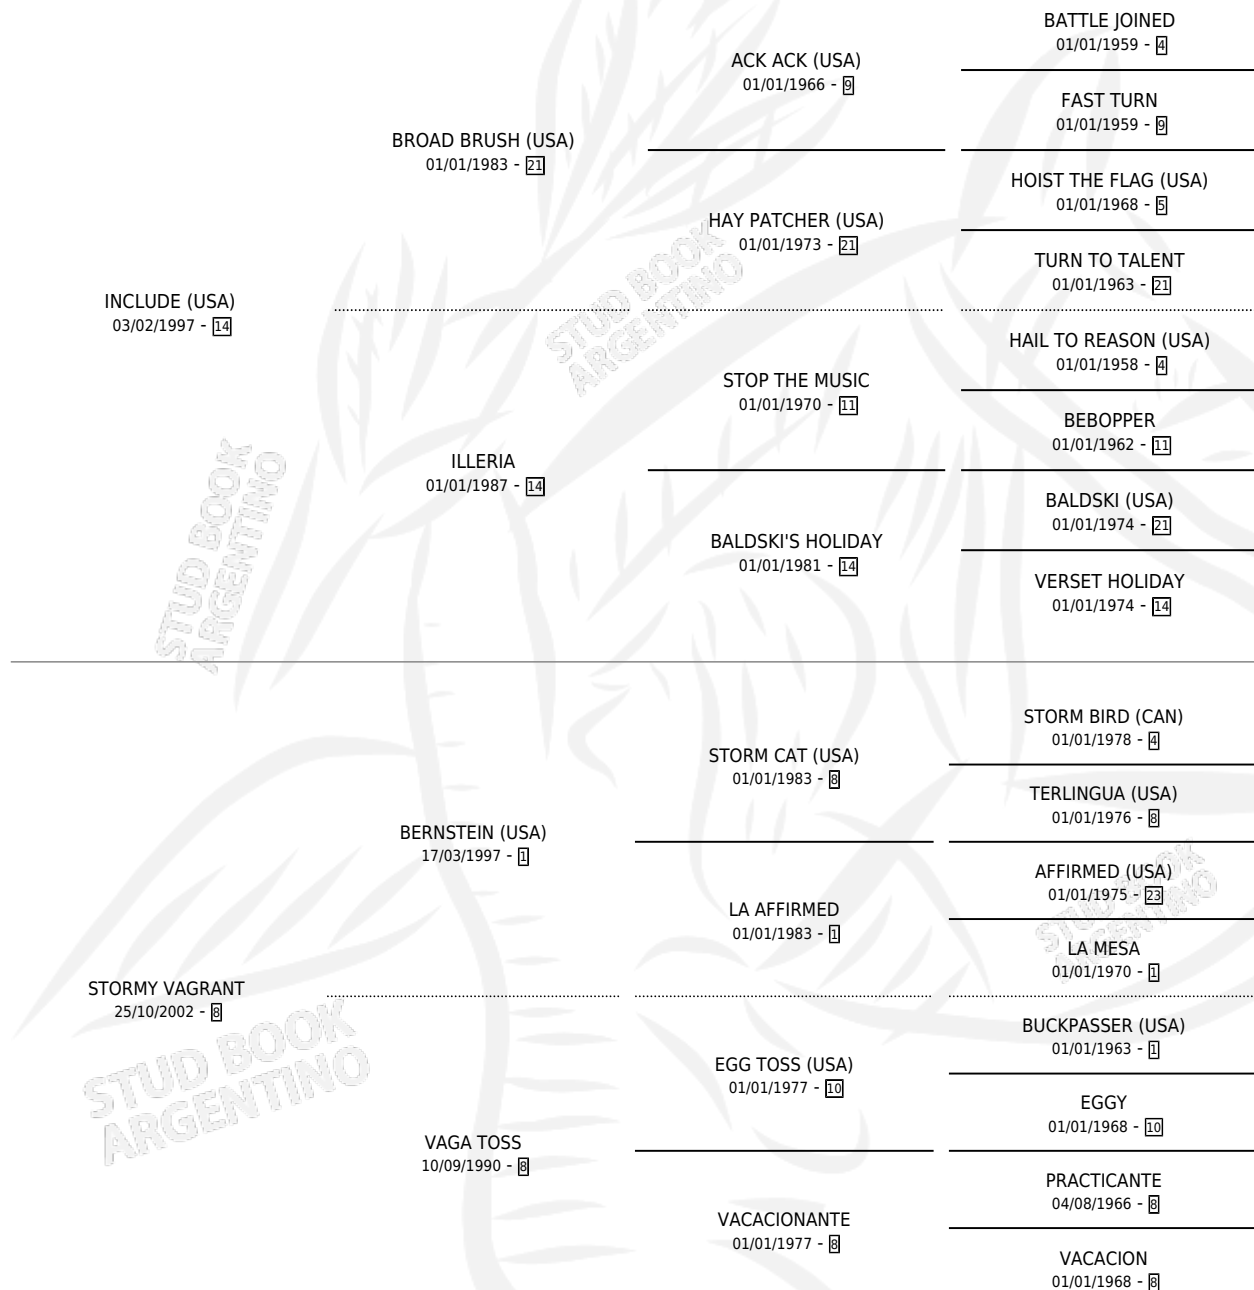 BATTLE JOINED
01/01/1959 - 4
ACK ACK (USA)
01/01/1966 - 9
FAST TURN
01/01/1959 - 9
BROAD BRUSH (USA)
01/01/1983 - 21
HOIST THE FLAG (USA)
01/01/1968 - 5
HAY PATCHER (USA)
01/01/1973 - 21
TURN TO TALENT
01/01/1963 - 21
INCLUDE (USA)
03/02/1997 - 14
HAIL TO REASON (USA)
01/01/1958 - 4
STOP THE MUSIC
01/01/1970 - 11
BEBOPPER
01/01/1962 - 11
ILLERIA
01/01/1987 - 14
BALDSKI (USA)
01/01/1974 - 21
BALDSKI'S HOLIDAY
01/01/1981 - 14
VERSET HOLIDAY
01/01/1974 - 14
STORM BIRD (CAN)
01/01/1978 - 4
STORM CAT (USA)
01/01/1983 - 8
TERLINGUA (USA)
01/01/1976 - 8
BERNSTEIN (USA)
17/03/1997 - 1
AFFIRMED (USA)
01/01/1975 - 23
LA AFFIRMED
01/01/1983 - 1
LA MESA
01/01/1970 - 1
STORMY VAGRANT
25/10/2002 - 8
BUCKPASSER (USA)
01/01/1963 - 1
EGG TOSS (USA)
01/01/1977 - 10
EGGY
01/01/1968 - 10
VAGA TOSS
10/09/1990 - 8
PRACTICANTE
04/08/1966 - 8
VACACIONANTE
01/01/1977 - 8
VACACION
01/01/1968 - 8
STUD BOOK
ARGENTINO
STUD BOOK
ARGENTINO
STUD BOOK
ARGENTINO
STUD BOOK
ARGENTINO